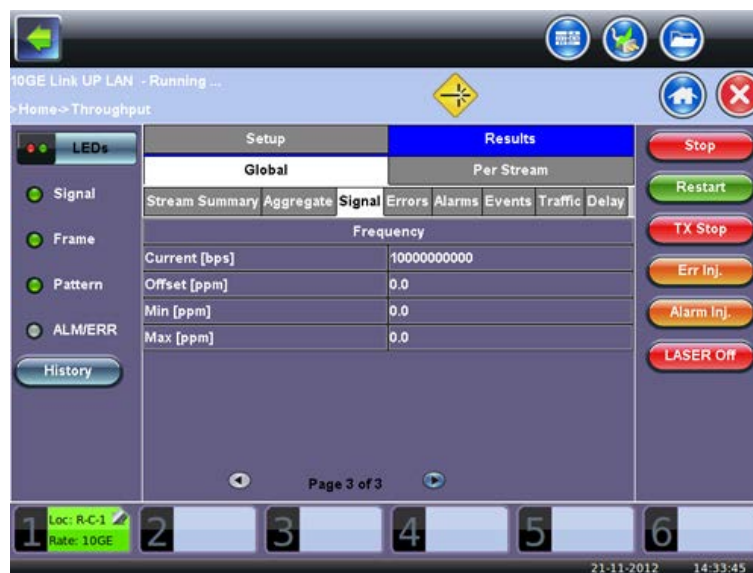 10GE Link UP LAN - Running ...
>Home->Throughput
LEDs
Signal
Frame
Pattern
ALM/ERR
History
Setup Results
Global Per Stream
Stream Summary Aggregate Signal Errors Alarms Events Traffic Delay
Frequency
Current [bps] 10000000000
Offset [ppm] 0.0
Min [ppm] 0.0
Max [ppm] 0.0
Page 3 of 3
Stop
Restart
TX Stop
Err Inj.
Alarm Inj.
LASER Off
1 Loc: R-C-1
Rate: 10GE
2 3 4 5 6
21-11-2012 14:33:45